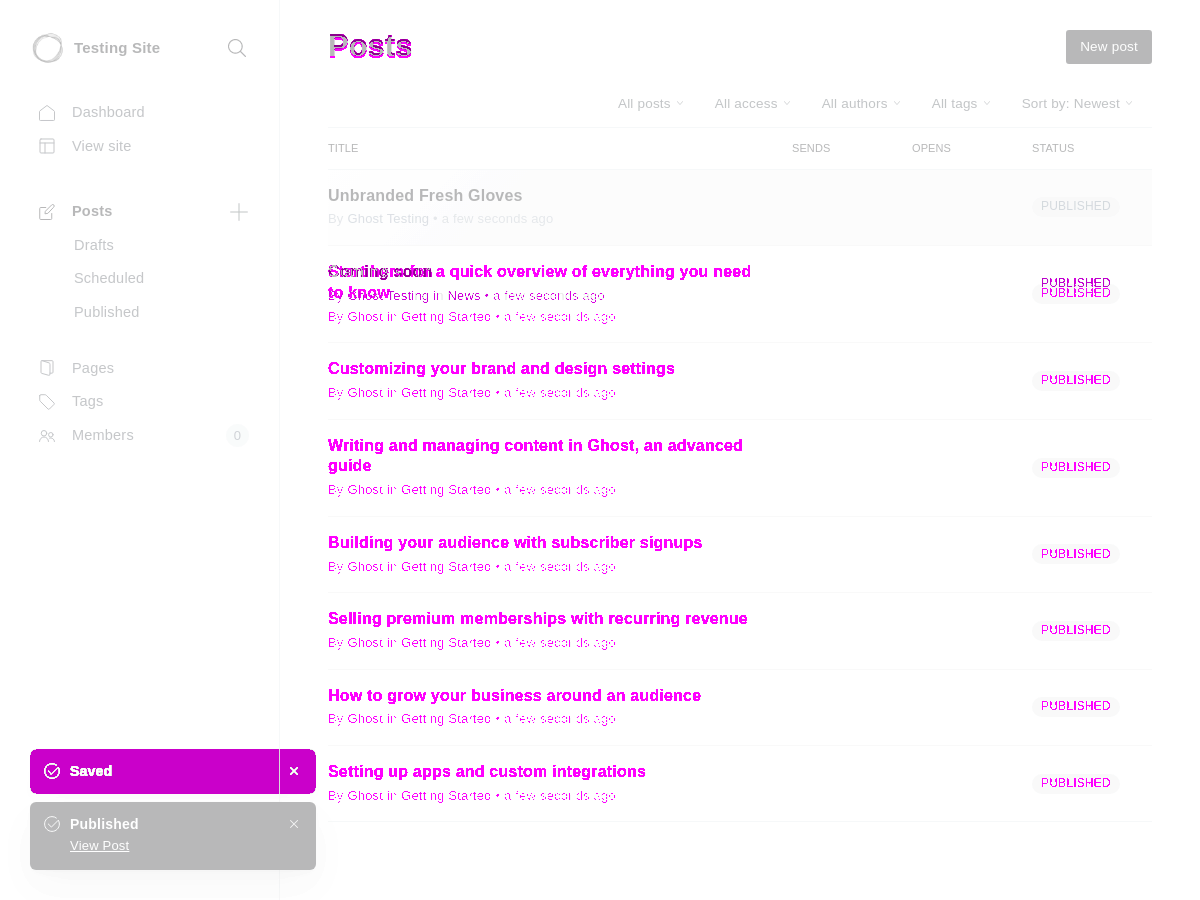 Testing Site
Dashboard
View site
Posts
Drafts
Scheduled
Published
Pages
Tags
Members
0
Posts
New post
All posts
All access
All authors
All tags
Sort by: Newest
TITLE
SENDS
OPENS
STATUS
Unbranded Fresh Gloves
By Ghost Testing • a few seconds ago
PUBLISHED
a quick overview of everything you need
to know
By Ghost Testing in News • a few seconds ago
By Ghost in Getting Started • a few seconds ago
PUBLISHED
PUBLISHED
Customizing your brand and design settings
By Ghost in Getting Started • a few seconds ago
PUBLISHED
Writing and managing content in Ghost, an advanced
guide
By Ghost in Getting Started • a few seconds ago
PUBLISHED
Building your audience with subscriber signups
By Ghost in Getting Started • a few seconds ago
PUBLISHED
Selling premium memberships with recurring revenue
By Ghost in Getting Started • a few seconds ago
PUBLISHED
How to grow your business around an audience
By Ghost in Getting Started • a few seconds ago
PUBLISHED
Setting up apps and custom integrations
By Ghost in Getting Started • a few seconds ago
PUBLISHED
Saved
Published
View Post